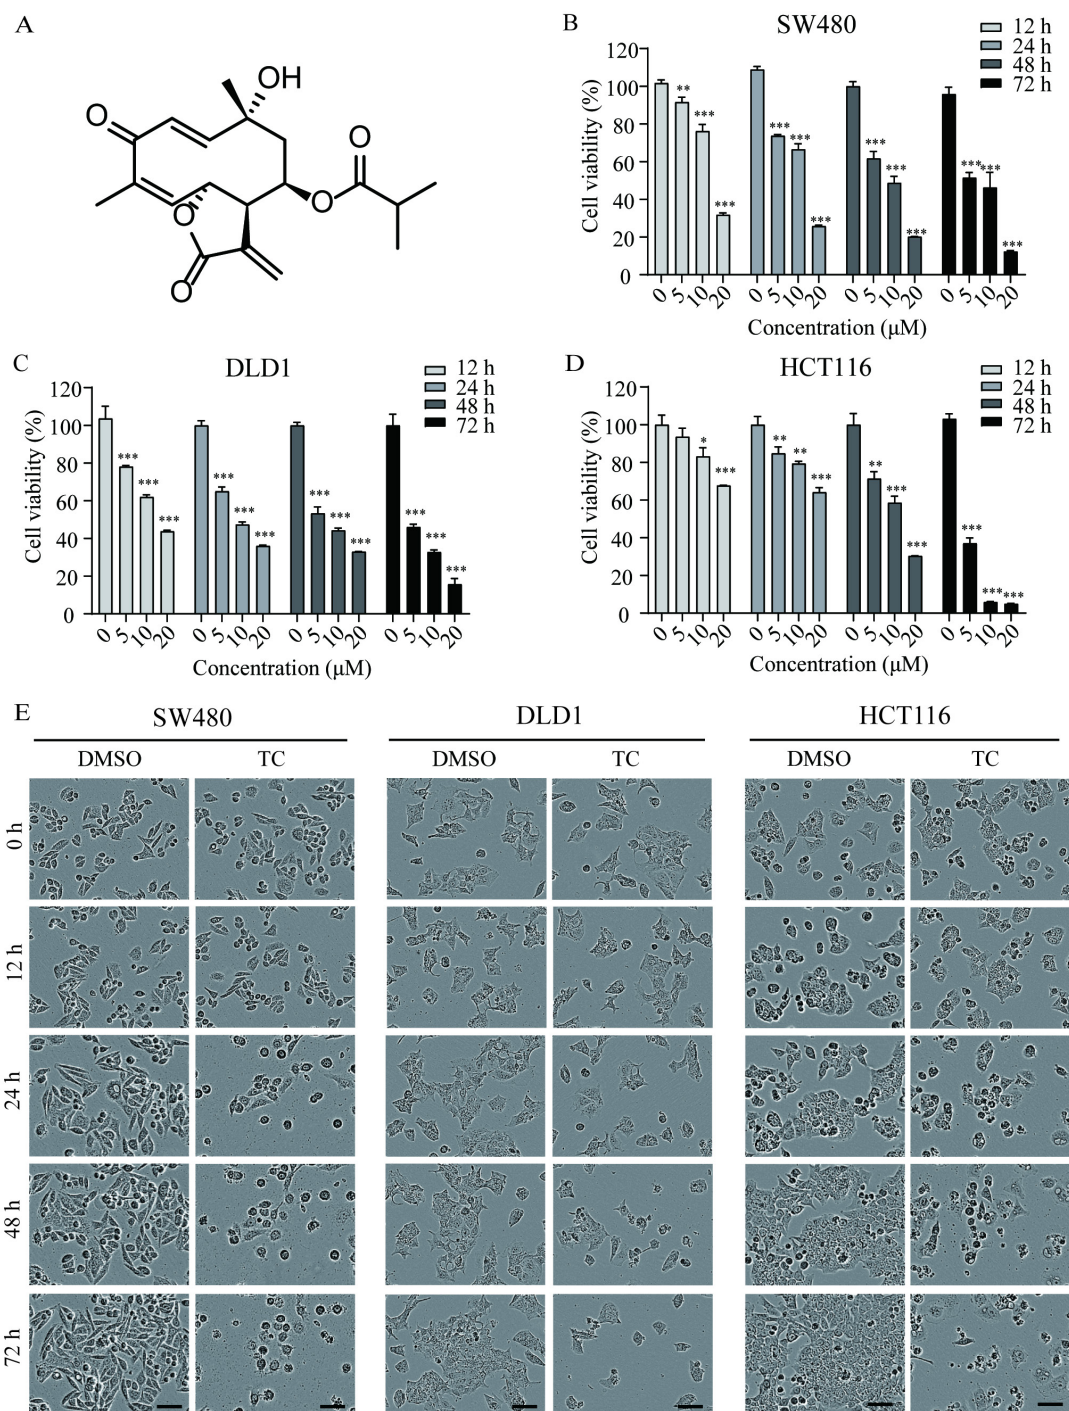 A
OH
O
O
O
O
O
B
SW480
12 h
24 h
48 h
72 h
Cell viability (%)
120
100
80
60
40
20
0
** *** ***
*** *** ***
*** *** ***
*** *** ***
0 5 10 20 0 5 10 20 0 5 10 20 0 5 10 20
Concentration (μM)
C
DLD1
12 h
24 h
48 h
72 h
Cell viability (%)
120
100
80
60
40
20
0
*** *** ***
*** *** ***
*** *** ***
*** *** ***
0 5 10 20 0 5 10 20 0 5 10 20 0 5 10 20
Concentration (μM)
D
HCT116
12 h
24 h
48 h
72 h
Cell viability (%)
120
100
80
60
40
20
0
* ***
** ** ***
** *** ***
*** *** ***
0 5 10 20 0 5 10 20 0 5 10 20 0 5 10 20
Concentration (μM)
E
SW480 DLD1 HCT116
DMSO TC DMSO TC DMSO TC
0 h
12 h
24 h
48 h
72 h